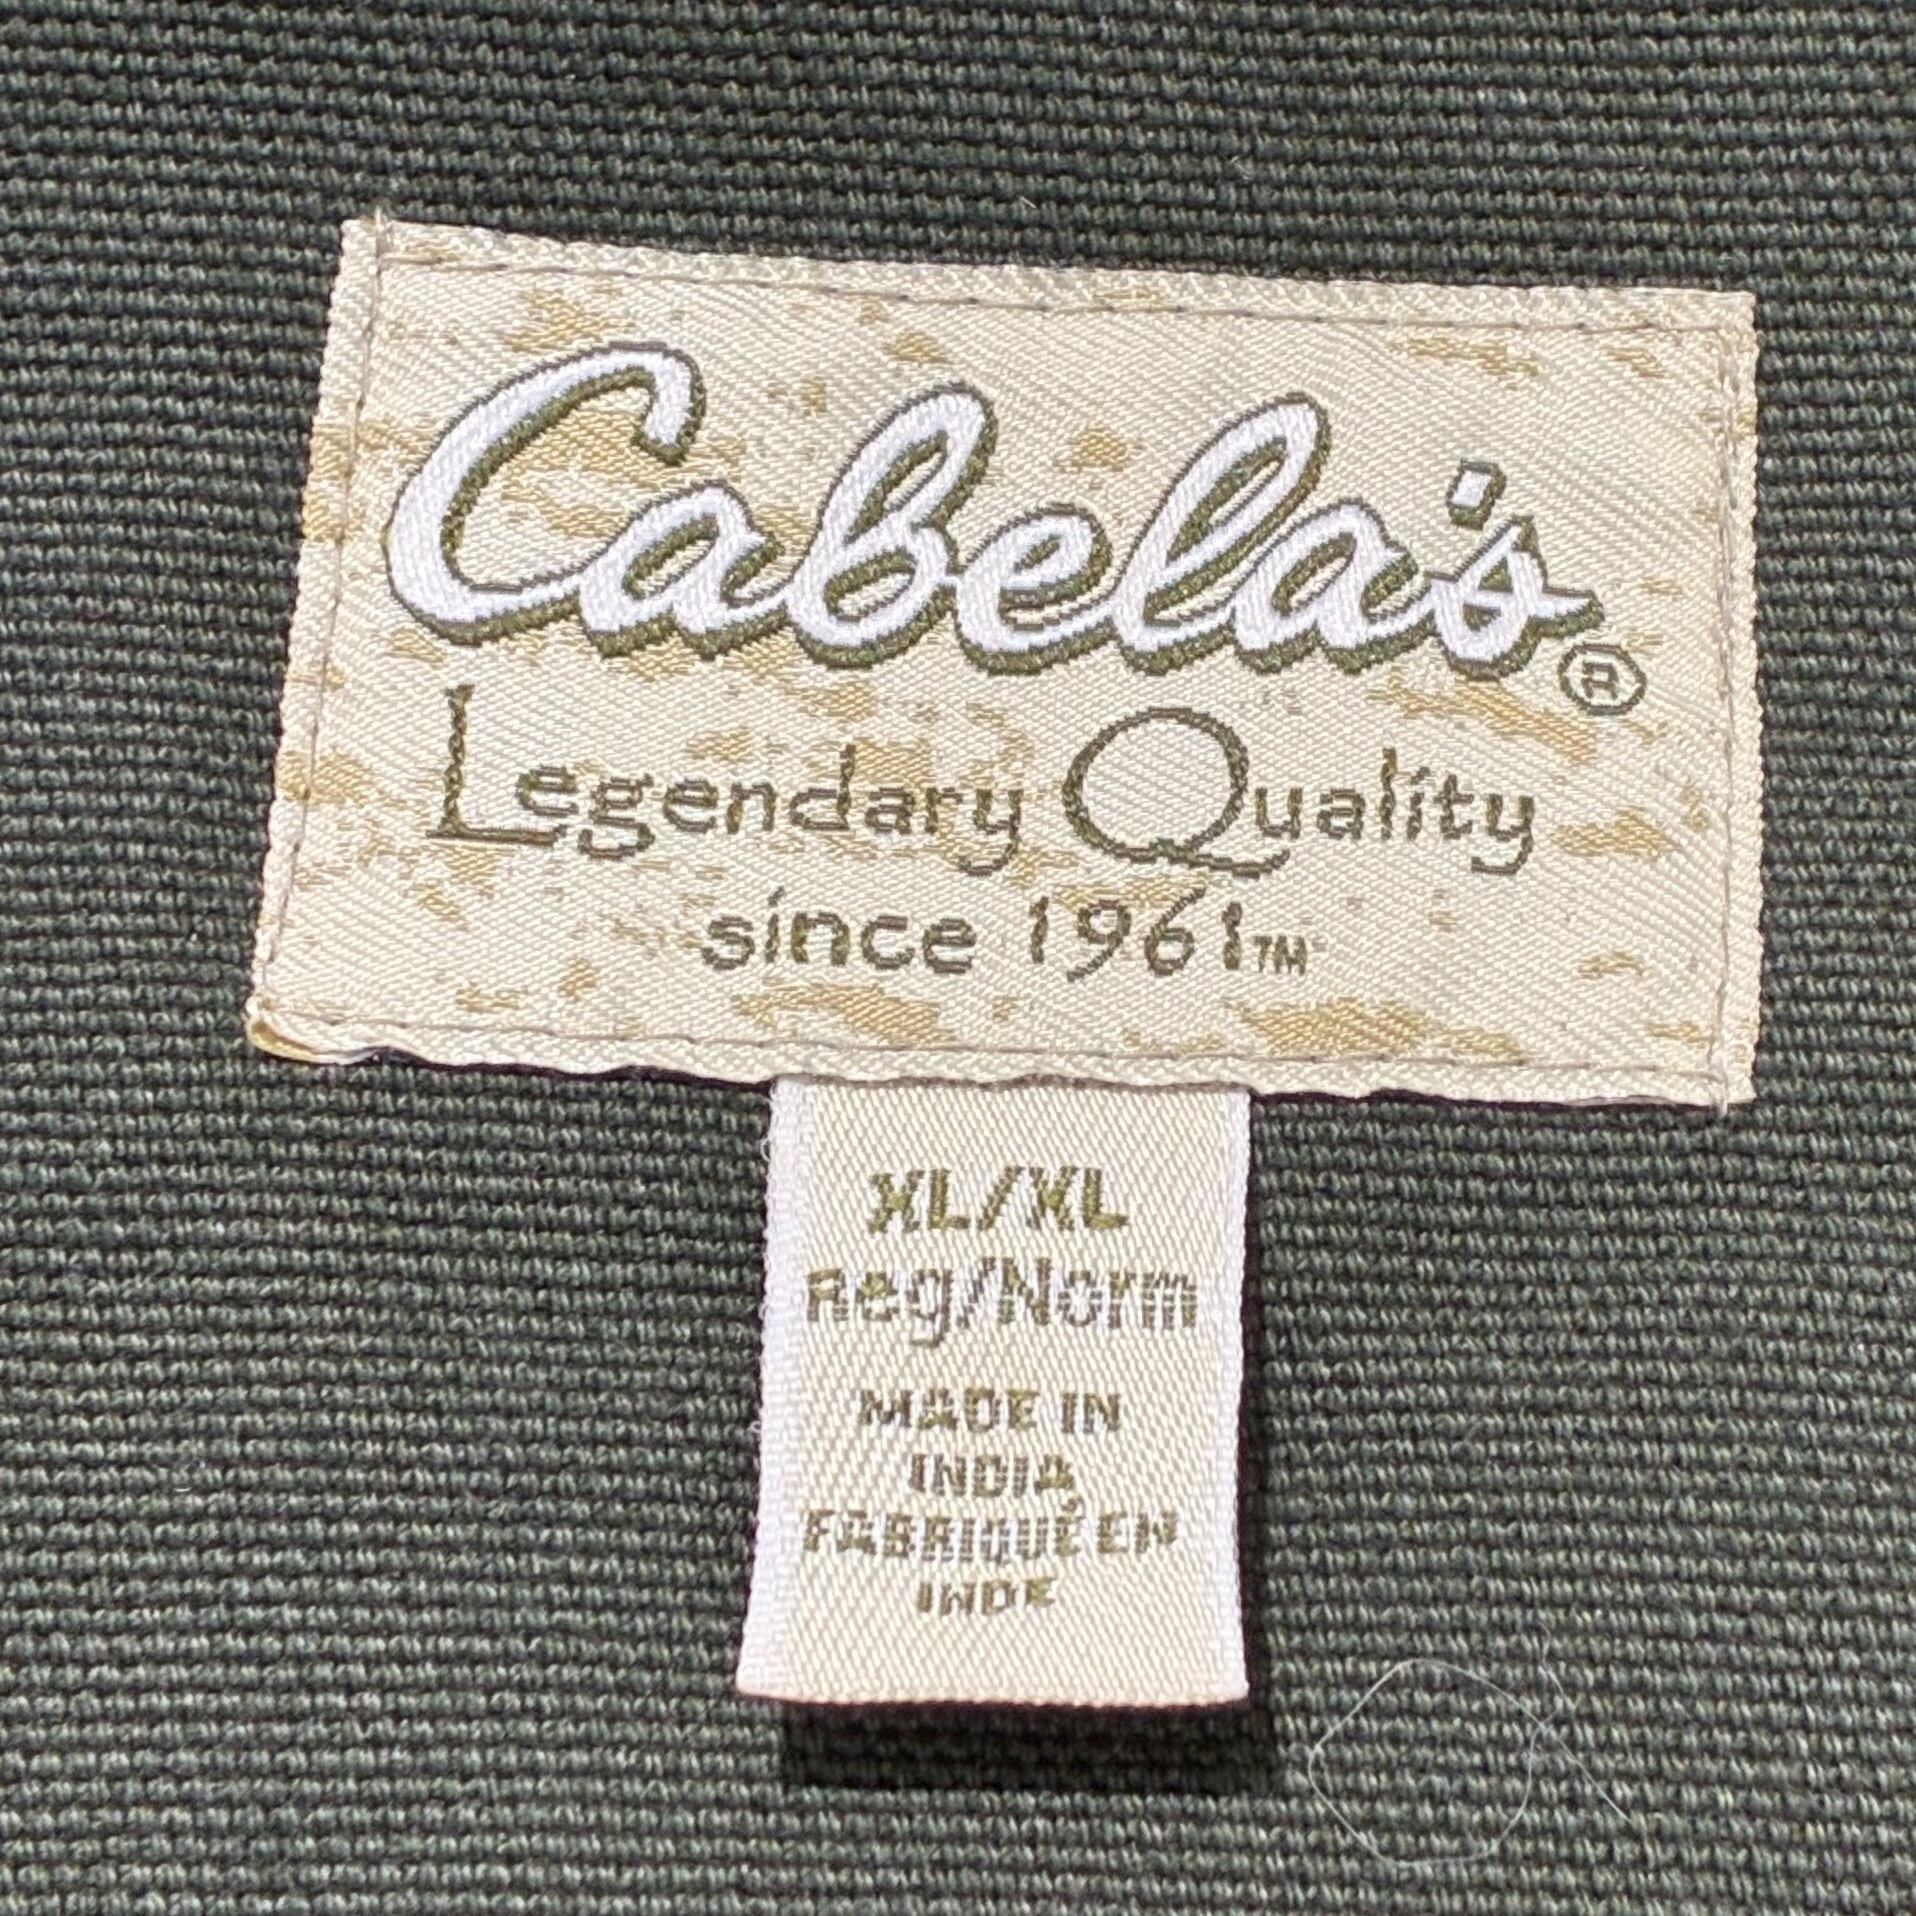 Cabela's®
Legendary Quality
since 1961™
XL/XL
Reg/Norm
MADE IN
INDIA
FABRIQUÉ EN
INDE